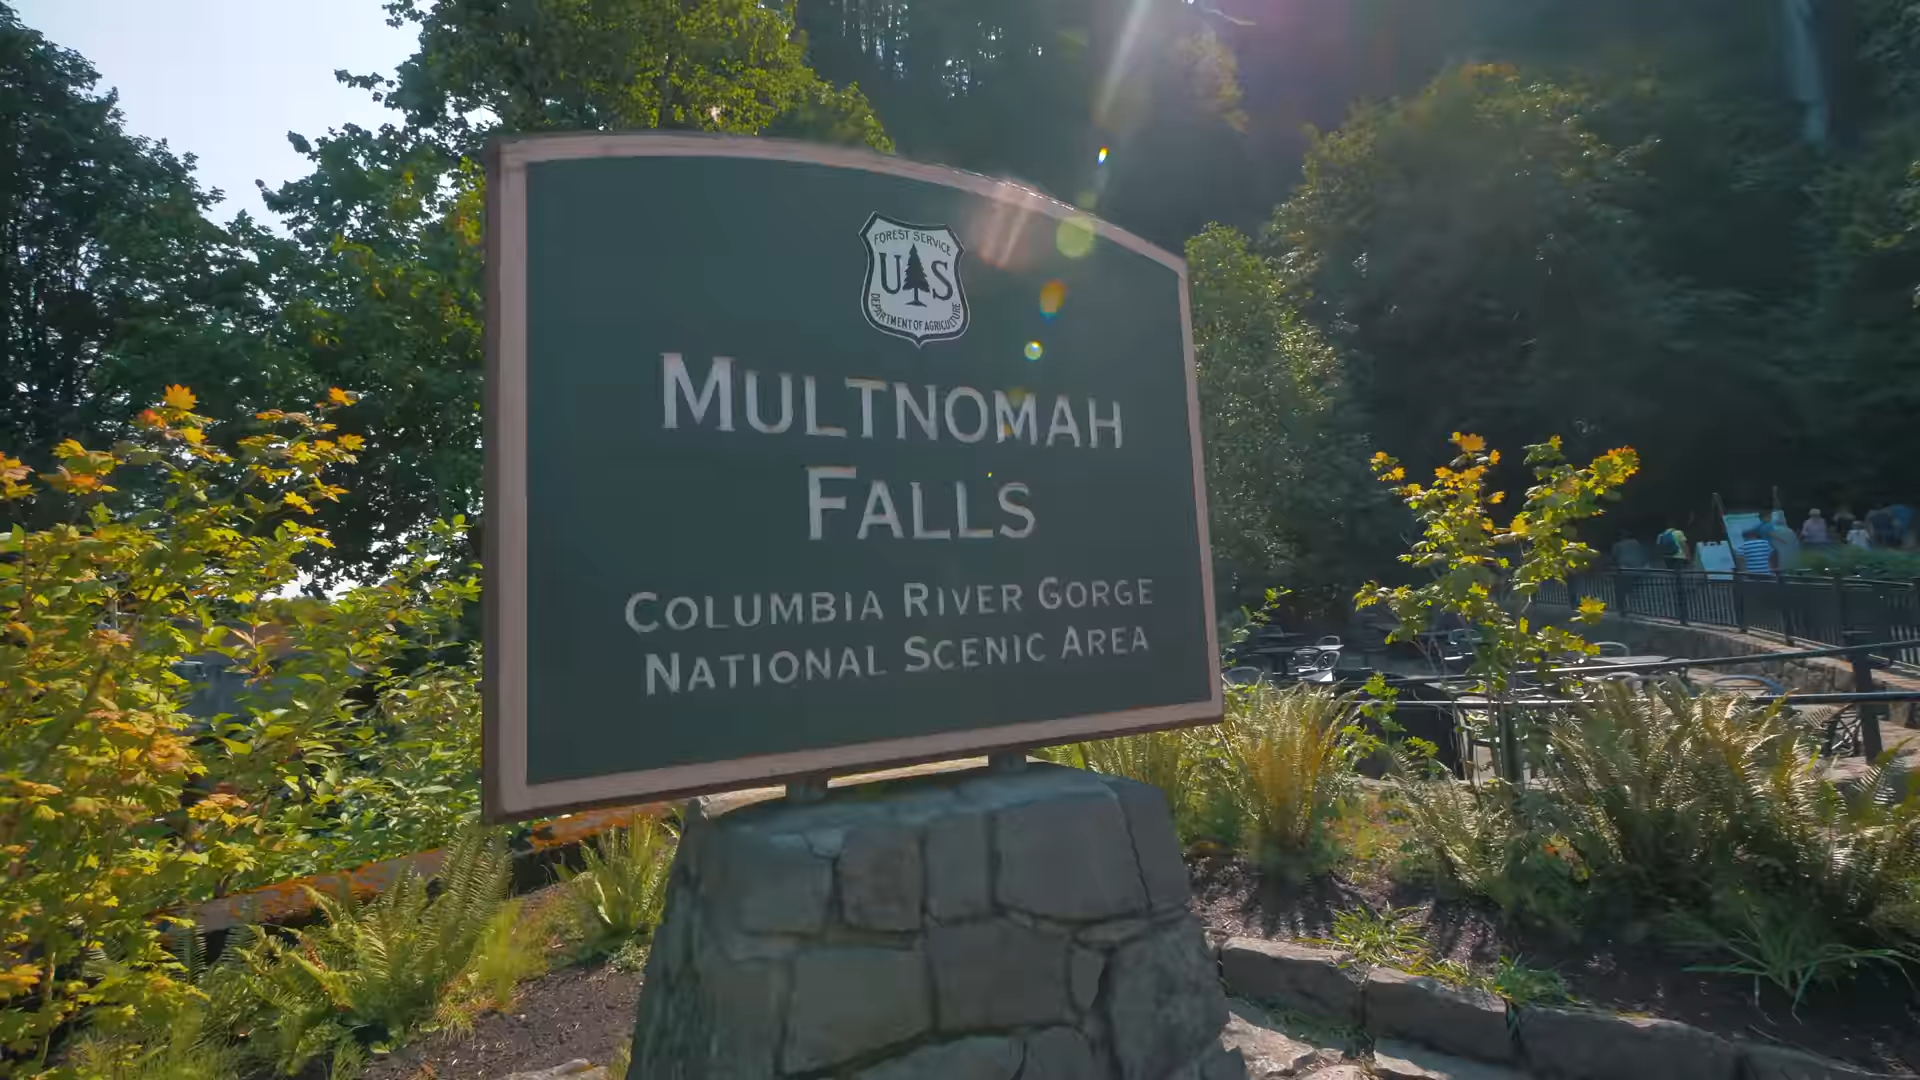 FOREST SERVICE
U S
DEPARTMENT OF AGRICULTURE
MULTNOMAH
FALLS
COLUMBIA RIVER GORGE
NATIONAL SCENIC AREA